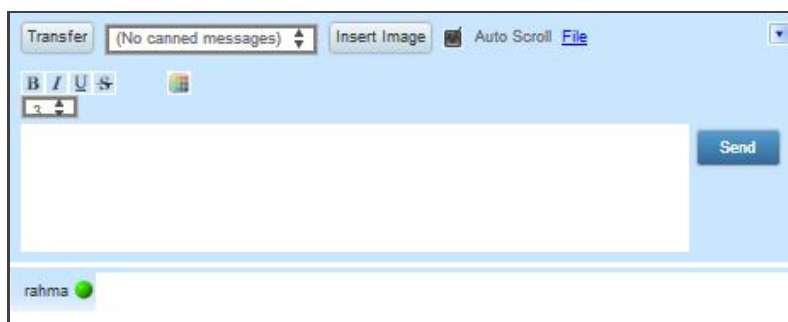 Transfer (No canned messages) Insert Image Auto Scroll File
B I U S
3
Send
rahma